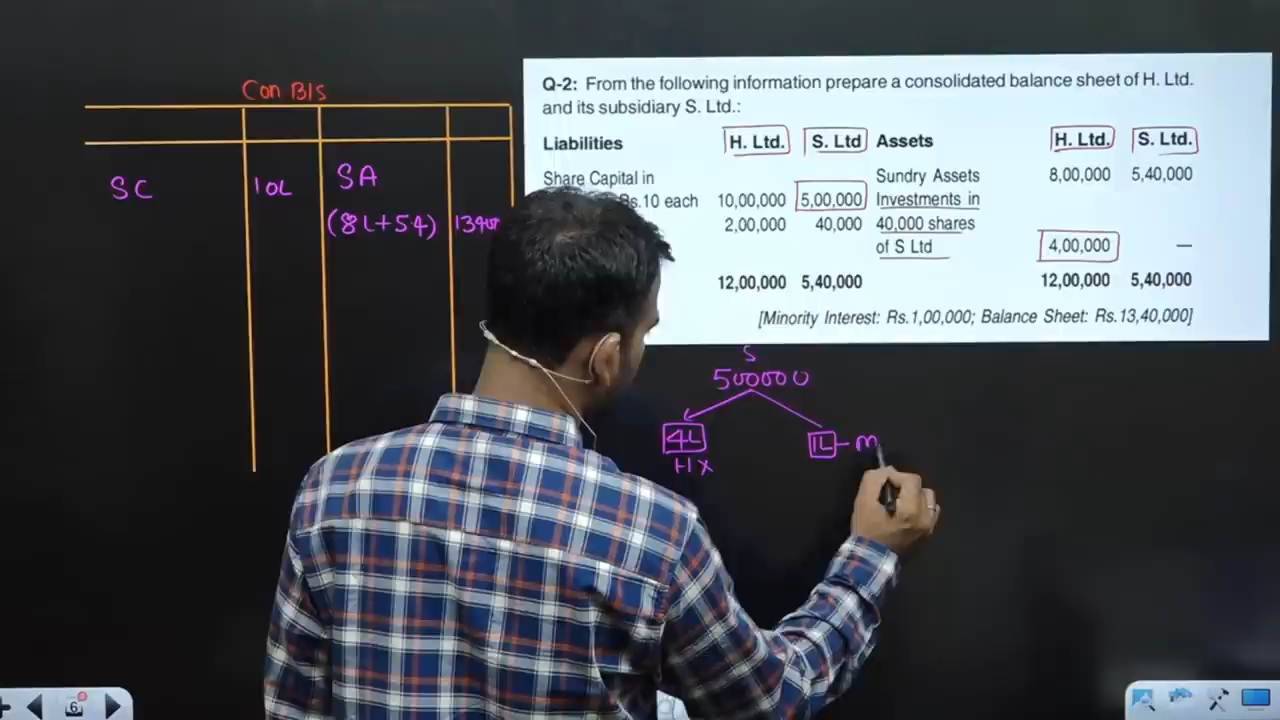 Con B/S
SC
10L
SA
(8L+54)
Q-2: From the following information prepare a consolidated balance sheet of H. Ltd.
and its subsidiary S. Ltd.:
Liabilities H. Ltd. S. Ltd Assets H. Ltd. S. Ltd.
Share Capital in Sundry Assets 8,00,000 5,40,000
Rs.10 each 10,00,000 5,00,000 Investments in
2,00,000 40,000 40,000 shares
of S Ltd 4,00,000 —
12,00,000 5,40,000 12,00,000 5,40,000
[Minority Interest: Rs.1,00,000; Balance Sheet: Rs.13,40,000]
S
500000
4L 1L - m
H X
6